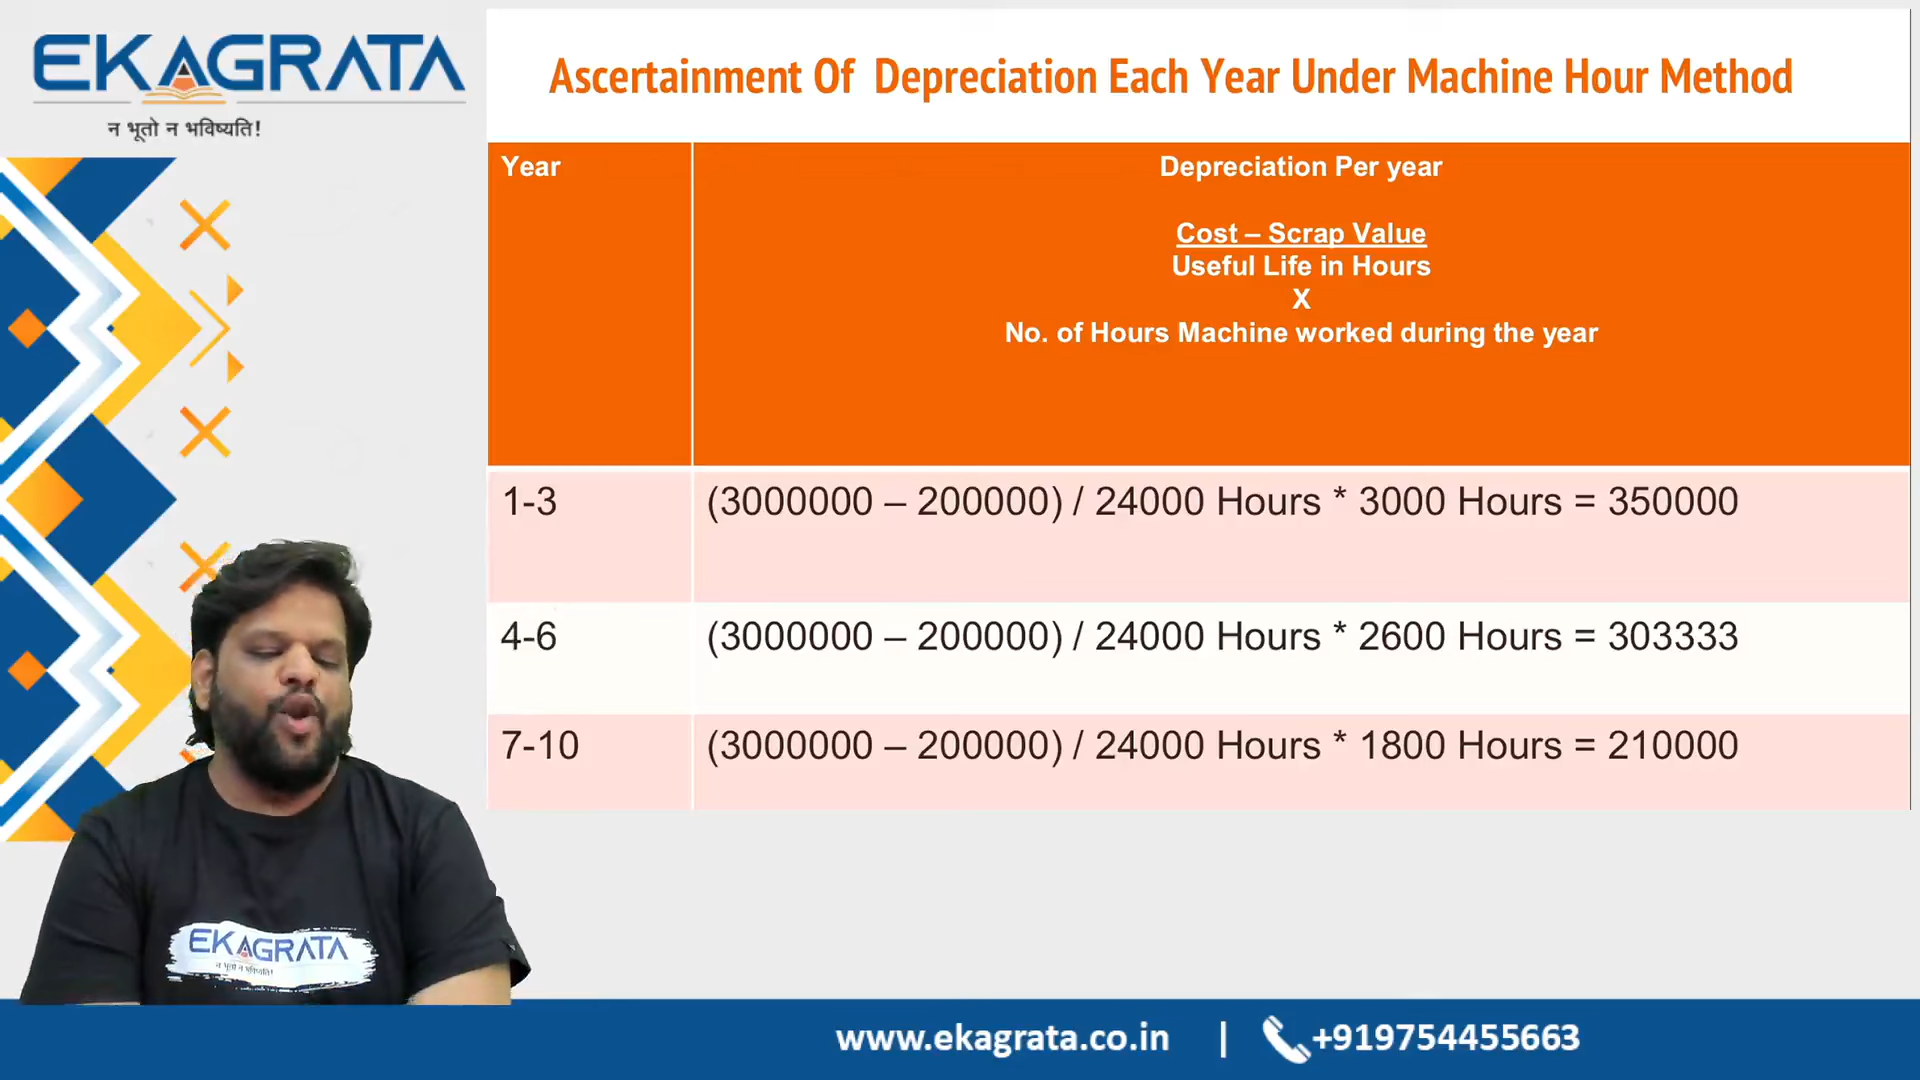 EKAGRATA
न भूतो न भविष्यति!
Ascertainment Of Depreciation Each Year Under Machine Hour Method
Year
Depreciation Per year
Cost – Scrap Value
Useful Life in Hours
X
No. of Hours Machine worked during the year
1-3
(3000000 – 200000) / 24000 Hours * 3000 Hours = 350000
4-6
(3000000 – 200000) / 24000 Hours * 2600 Hours = 303333
7-10
(3000000 – 200000) / 24000 Hours * 1800 Hours = 210000
EKAGRATA
न भूतो न भविष्यति!
www.ekagrata.co.in | +919754455663